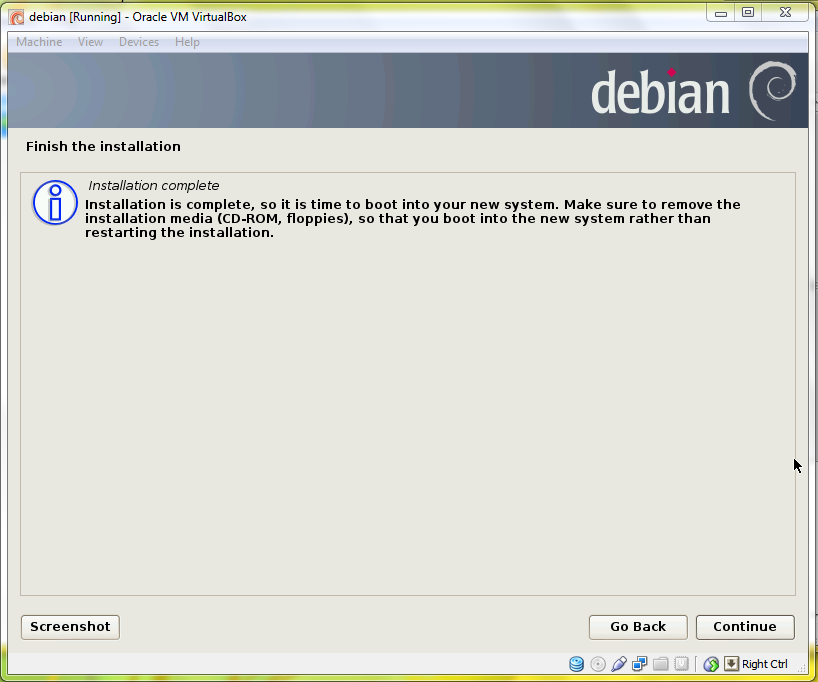 debian [Running] - Oracle VM VirtualBox
Machine View Devices Help
debian
Finish the installation
Installation complete
Installation is complete, so it is time to boot into your new system. Make sure to remove the
installation media (CD-ROM, floppies), so that you boot into the new system rather than
restarting the installation.
Screenshot Go Back Continue
Right Ctrl